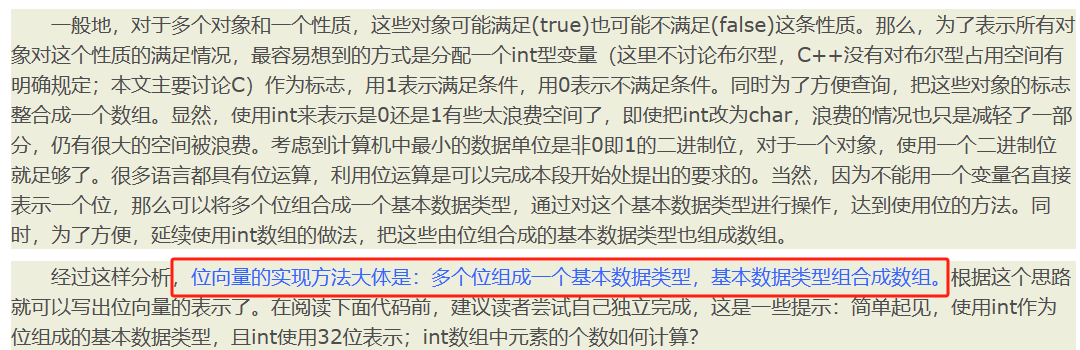 一般地，对于多个对象和一个性质，这些对象可能满足(true)也可能不满足(false)这条性质。那么，为了表示所有对
象对这个性质的满足情况，最容易想到的方式是分配一个int型变量（这里不讨论布尔型，C++没有对布尔型占用空间有
明确规定；本文主要讨论C）作为标志，用1表示满足条件，用0表示不满足条件。同时为了方便查询，把这些对象的标志
整合成一个数组。显然，使用int来表示是0还是1有些太浪费空间了，即使把int改为char，浪费的情况也只是减轻了一部
分，仍有很大的空间被浪费。考虑到计算机中最小的数据单位是非0即1的二进制位，对于一个对象，使用一个二进制位
就足够了。很多语言都具有位运算，利用位运算是可以完成本段开始处提出的要求的。当然，因为不能用一个变量名直接
表示一个位，那么可以将多个位组合成一个基本数据类型，通过对这个基本数据类型进行操作，达到使用位的方法。同
时，为了方便，延续使用int数组的做法，把这些由位组合成的基本数据类型也组成数组。
经过这样分析，位向量的实现方法大体是：多个位组成一个基本数据类型，基本数据类型组合成数组。根据这个思路
就可以写出位向量的表示了。在阅读下面代码前，建议读者尝试自己独立完成，这是一些提示：简单起见，使用int作为
位组成的基本数据类型，且int使用32位表示；int数组中元素的个数如何计算？